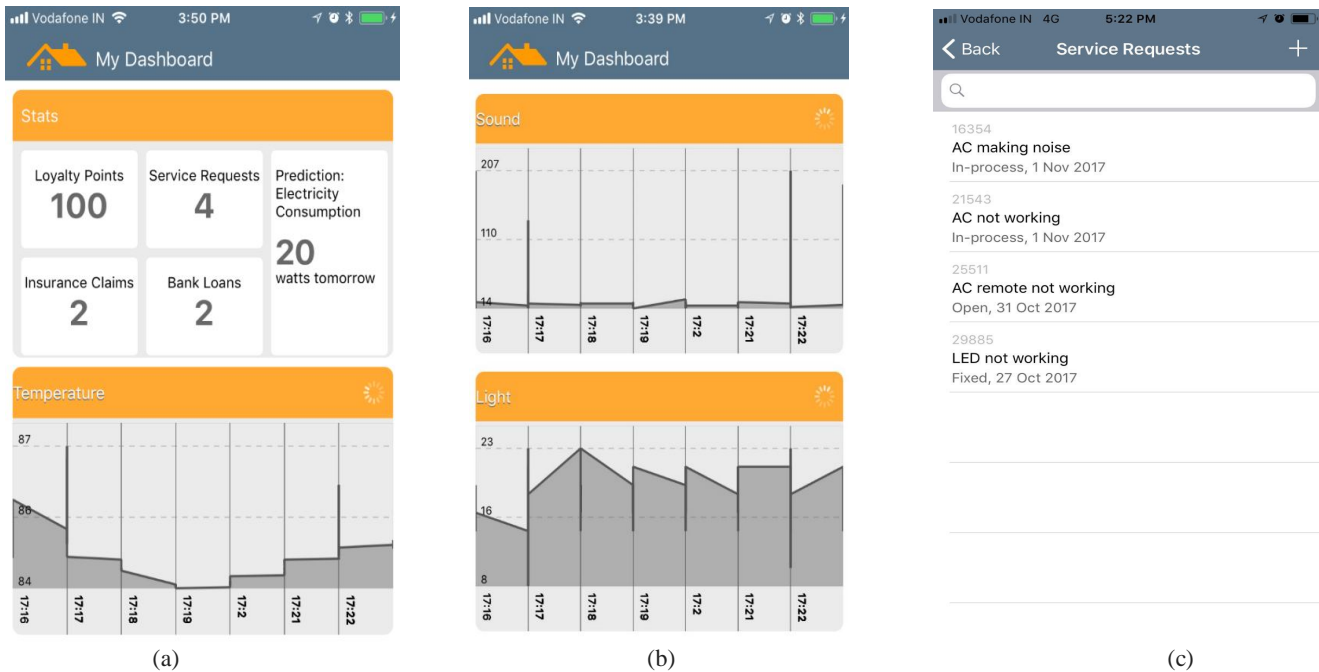 Vodafone IN 3:50 PM
My Dashboard
Stats
Loyalty Points
100
Service Requests
4
Prediction:
Electricity
Consumption
20
watts tomorrow
Insurance Claims
2
Bank Loans
2
Temperature
87
86
84
17:16
17:17
17:18
17:19
17:2
17:21
17:22
(a)
Vodafone IN 3:39 PM
My Dashboard
Sound
207
110
14
17:16
17:17
17:18
17:19
17:2
17:21
17:22
Light
23
16
8
17:16
17:17
17:18
17:19
17:2
17:21
17:22
(b)
Vodafone IN 4G 5:22 PM
Back Service Requests +
16354
AC making noise
In-process, 1 Nov 2017
21543
AC not working
In-process, 1 Nov 2017
25511
AC remote not working
Open, 31 Oct 2017
29885
LED not working
Fixed, 27 Oct 2017
(c)